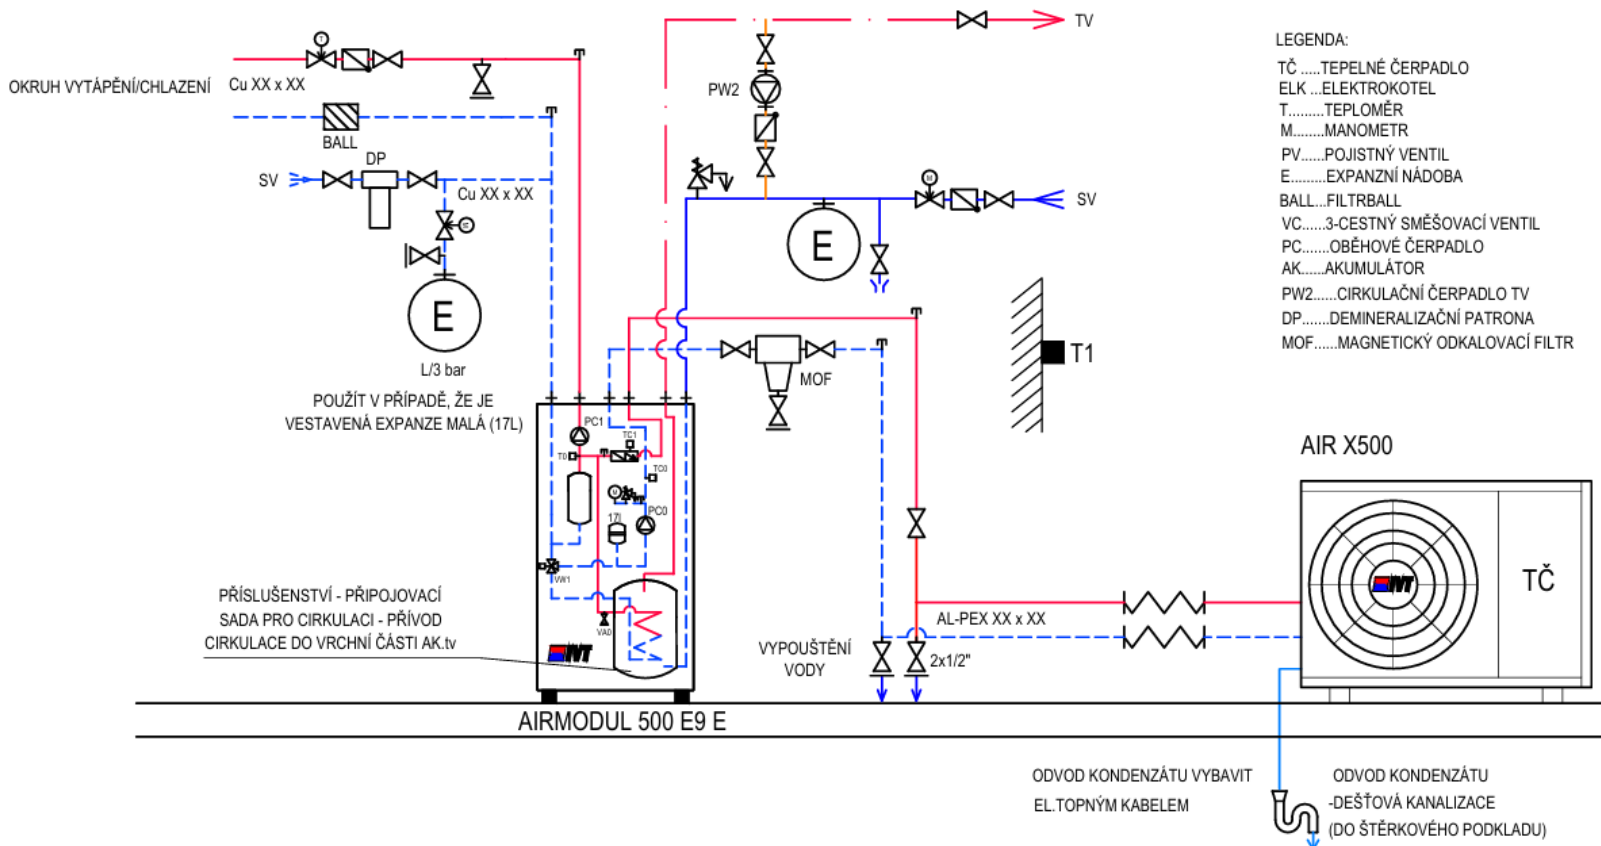 TV
LEGENDA:
TČ .....TEPELNÉ ČERPADLO
ELK ...ELEKTROKOTEL
T.........TEPLOMĚR
M........MANOMETR
PV......POJISTNÝ VENTIL
E.........EXPANZNÍ NÁDOBA
BALL...FILTRBALL
VC......3-CESTNÝ SMĚŠOVACÍ VENTIL
PC.......OBĚHOVÉ ČERPADLO
AK......AKUMULÁTOR
PW2......CIRKULAČNÍ ČERPADLO TV
DP.......DEMINERALIZAČNÍ PATRONA
MOF......MAGNETICKÝ ODKALOVACÍ FILTR
T
OKRUH VYTÁPĚNÍ/CHLAZENÍ
Cu XX x XX
PW2
BALL
DP
SV
Cu XX x XX
M
SV
E
E
L/3 bar
T1
MOF
POUŽÍT V PŘÍPADĚ, ŽE JE
VESTAVENÁ EXPANZE MALÁ (17L)
PC1
TC1
T0
TC0
M
17l
PC0
VW1
VA0
IVT
AIR X500
IVT
TČ
PŘÍSLUŠENSTVÍ - PŘIPOJOVACÍ
SADA PRO CIRKULACI - PŘÍVOD
CIRKULACE DO VRCHNÍ ČÁSTI AK.tv
AL-PEX XX x XX
VYPOUŠTĚNÍ
VODY
2x1/2"
AIRMODUL 500 E9 E
ODVOD KONDENZÁTU VYBAVIT
EL.TOPNÝM KABELEM
ODVOD KONDENZÁTU
-DEŠŤOVÁ KANALIZACE
(DO ŠTĚRKOVÉHO PODKLADU)